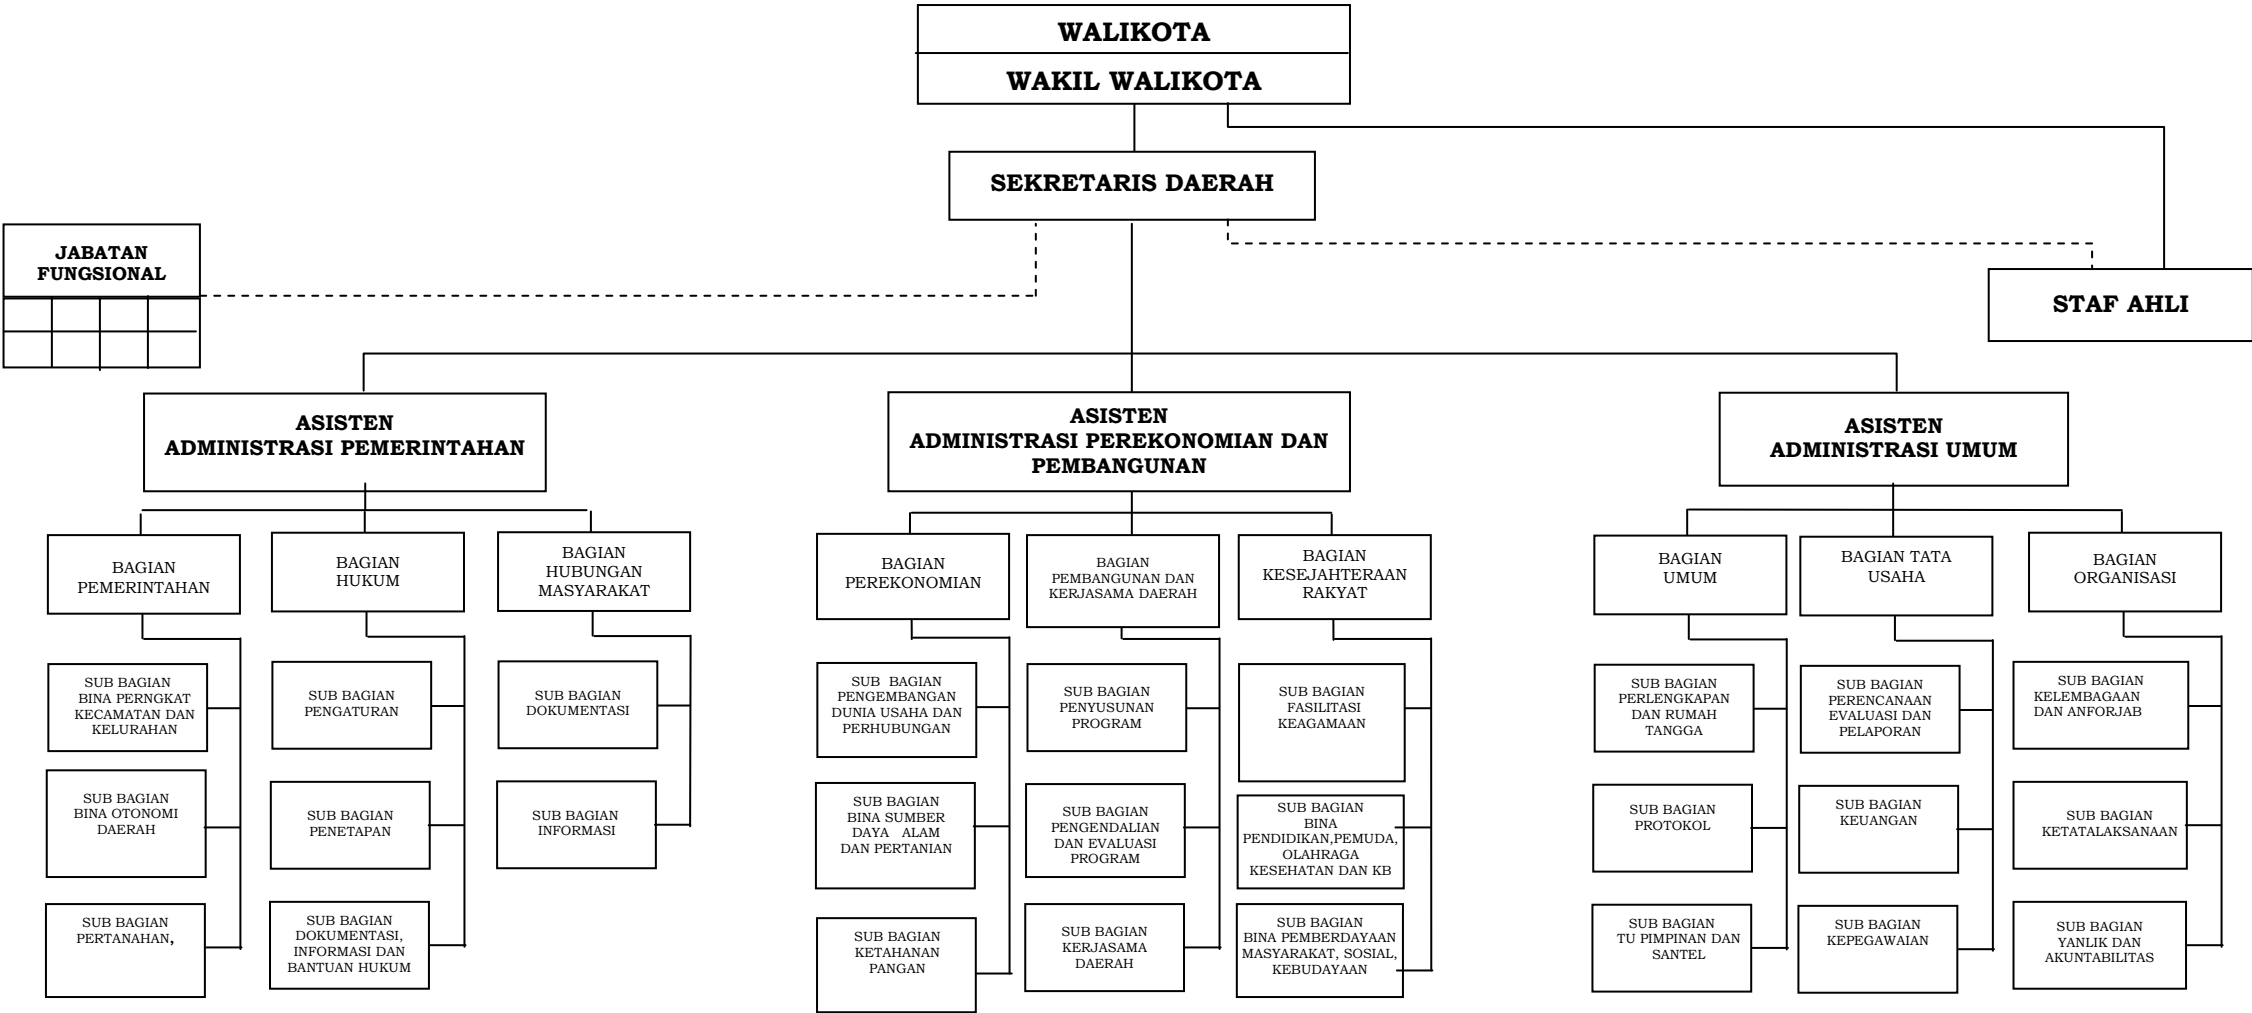 WALIKOTA
WAKIL WALIKOTA
SEKRETARIS DAERAH
JABATAN
FUNGSIONAL
STAF AHLI
ASISTEN
ADMINISTRASI PEMERINTAHAN
ASISTEN
ADMINISTRASI PEREKONOMIAN DAN
PEMBANGUNAN
ASISTEN
ADMINISTRASI UMUM
BAGIAN
PEMERINTAHAN
BAGIAN
HUKUM
BAGIAN
HUBUNGAN
MASYARAKAT
BAGIAN
PEREKONOMIAN
BAGIAN
PEMBANGUNAN DAN
KERJASAMA DAERAH
BAGIAN
KESEJAHTERAAN
RAKYAT
BAGIAN
UMUM
BAGIAN TATA
USAHA
BAGIAN
ORGANISASI
SUB BAGIAN
BINA PERNGKAT
KECAMATAN DAN
KELURAHAN
SUB BAGIAN
PENGATURAN
SUB BAGIAN
DOKUMENTASI
SUB BAGIAN
PENGEMBANGAN
DUNIA USAHA DAN
PERHUBUNGAN
SUB BAGIAN
PENYUSUNAN
PROGRAM
SUB BAGIAN
FASILITASI
KEAGAMAAN
SUB BAGIAN
PERLENGKAPAN
DAN RUMAH
TANGGA
SUB BAGIAN
PERENCANAAN
EVALUASI DAN
PELAPORAN
SUB BAGIAN
KELEMBAGAAN
DAN ANFORJAB
SUB BAGIAN
BINA OTONOMI
DAERAH
SUB BAGIAN
PENETAPAN
SUB BAGIAN
INFORMASI
SUB BAGIAN
BINA SUMBER
DAYA ALAM
DAN PERTANIAN
SUB BAGIAN
PENGENDALIAN
DAN EVALUASI
PROGRAM
SUB BAGIAN
BINA
PENDIDIKAN,PEMUDA,
OLAHRAGA
KESEHATAN DAN KB
SUB BAGIAN
PROTOKOL
SUB BAGIAN
KEUANGAN
SUB BAGIAN
KETATALAKSANAAN
SUB BAGIAN
PERTANAHAN,
SUB BAGIAN
DOKUMENTASI,
INFORMASI DAN
BANTUAN HUKUM
SUB BAGIAN
KETAHANAN
PANGAN
SUB BAGIAN
KERJASAMA
DAERAH
SUB BAGIAN
BINA PEMBERDAYAAN
MASYARAKAT, SOSIAL,
KEBUDAYAAN
SUB BAGIAN
TU PIMPINAN DAN
SANTEL
SUB BAGIAN
KEPEGAWAIAN
SUB BAGIAN
YANLIK DAN
AKUNTABILITAS